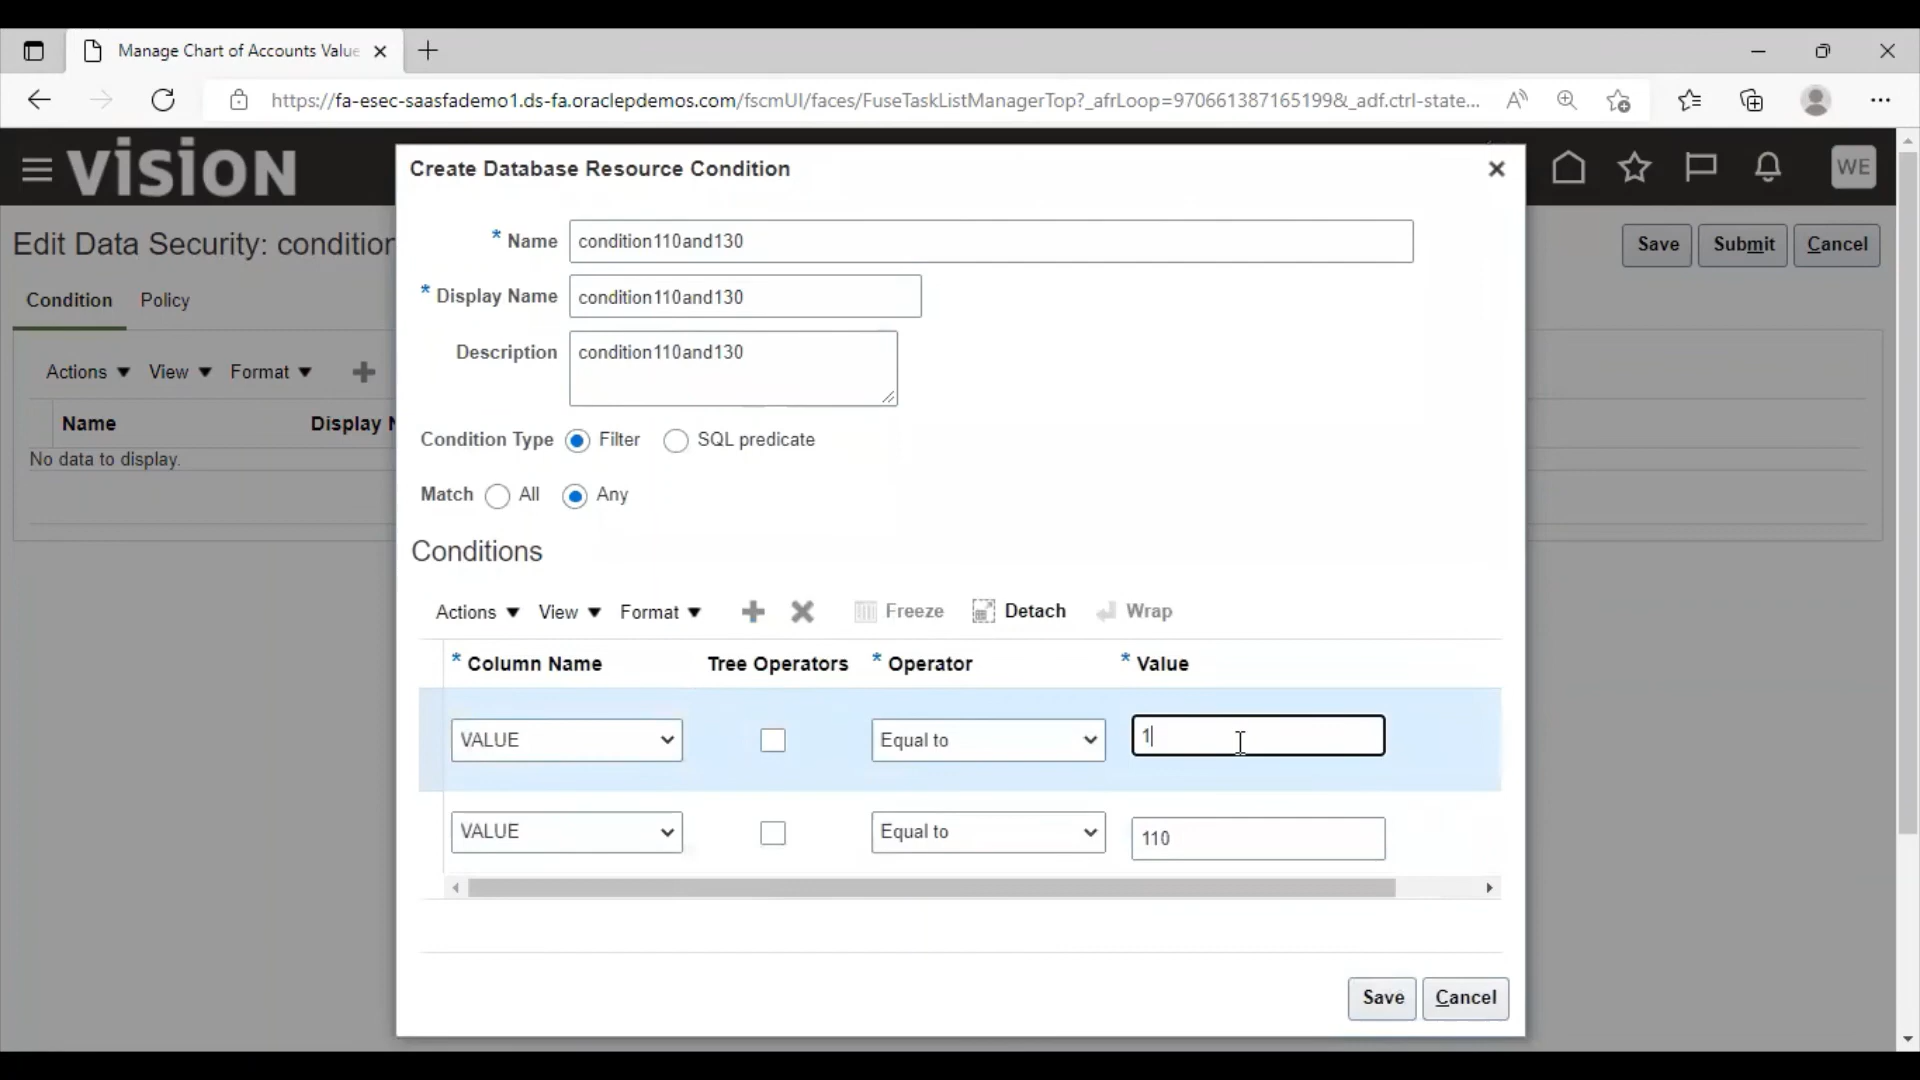 Manage Chart of Accounts Value
https://fa-esec-saasfademo1.ds-fa.oraclepdemos.com/fscmUI/faces/FuseTaskListManagerTop?_afrLoop=970661387165199&_adf.ctrl-state...
VISION
WE
Create Database Resource Condition
Edit Data Security: condition
Save Submit Cancel
Condition Policy
Actions View Format
Name Display N
No data to display.
* Name condition110and130
* Display Name condition110and130
Description condition110and130
Condition Type Filter SQL predicate
Match All Any
Conditions
Actions View Format Freeze Detach Wrap
* Column Name Tree Operators * Operator * Value
VALUE Equal to 1
VALUE Equal to 110
Save Cancel